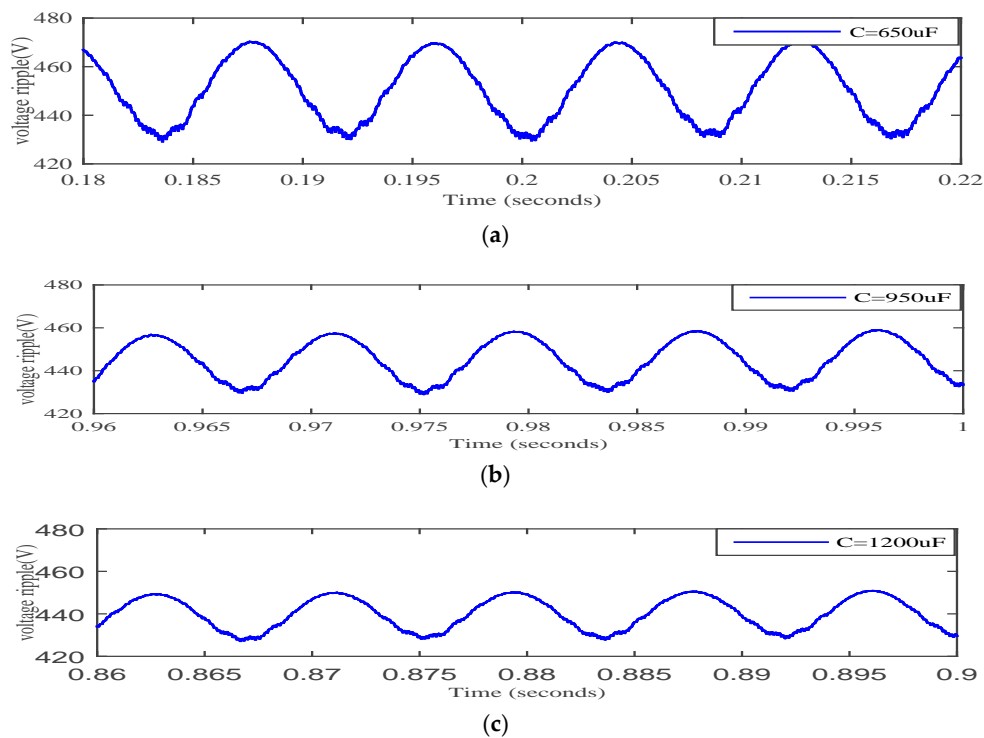 480
C=650uF
voltage ripple(V)
460
440
420
0.18 0.185 0.19 0.195 0.2 0.205 0.21 0.215 0.22
Time (seconds)
(a)
480
C=950uF
voltage ripple(V)
460
440
420
0.96 0.965 0.97 0.975 0.98 0.985 0.99 0.995 1
Time (seconds)
(b)
480
C=1200uF
voltage ripple(V)
460
440
420
0.86 0.865 0.87 0.875 0.88 0.885 0.89 0.895 0.9
Time (seconds)
(c)